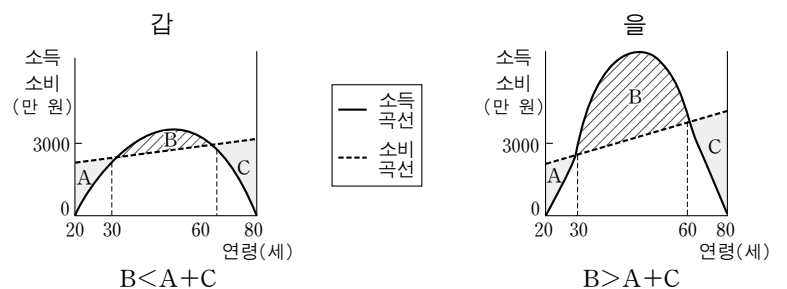 갑
소득
소비
(만 원)
3000
0
A
B
C
20 30 60 80
연령(세)
B<A+C
소득
곡선
소비
곡선
을
소득
소비
(만 원)
3000
0
A
B
C
20 30 60 80
연령(세)
B>A+C